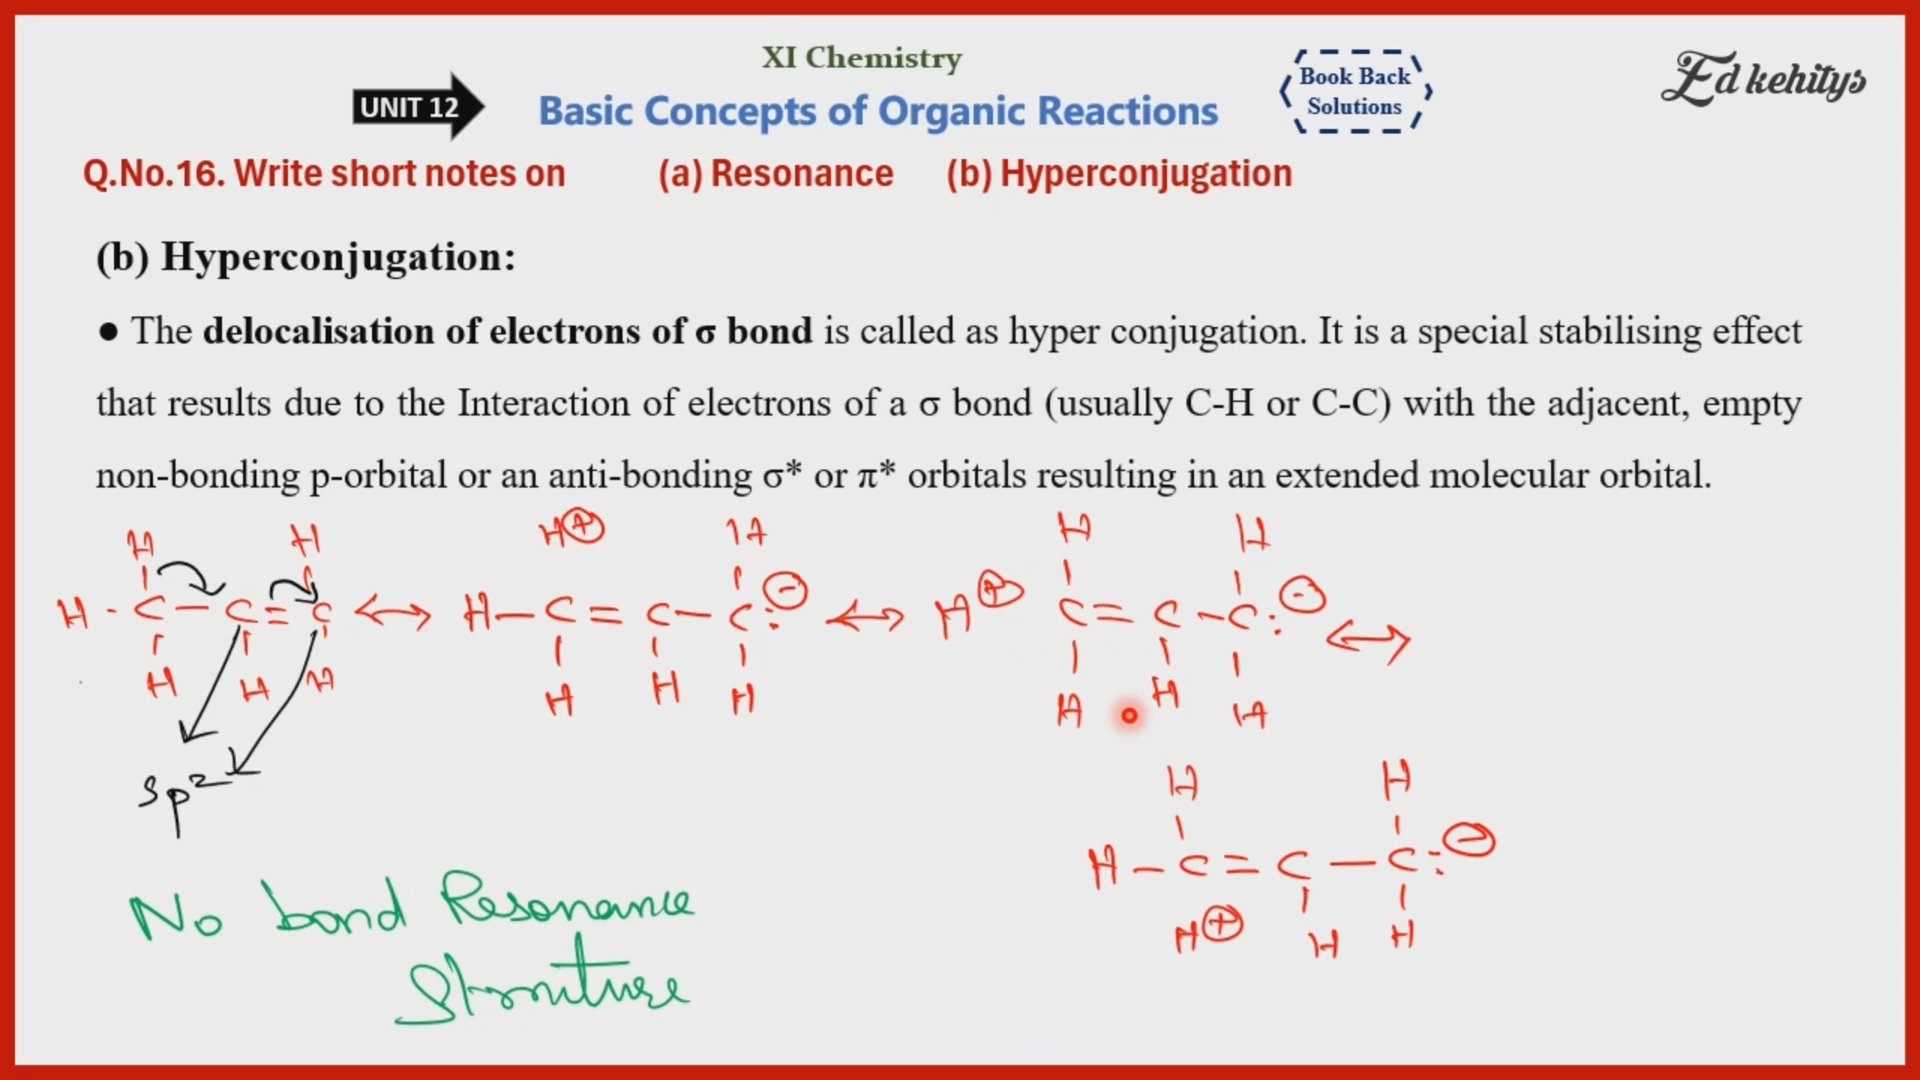 XI Chemistry
UNIT 12
Basic Concepts of Organic Reactions
Book Back
Solutions
Ed kehitys
Q.No.16. Write short notes on (a) Resonance (b) Hyperconjugation
(b) Hyperconjugation:
● The delocalisation of electrons of σ bond is called as hyper conjugation. It is a special stabilising effect
that results due to the Interaction of electrons of a σ bond (usually C-H or C-C) with the adjacent, empty
non-bonding p-orbital or an anti-bonding σ* or π* orbitals resulting in an extended molecular orbital.
H H H⊕ H H H
H - C – C = C ↔ H – C = C – C: ⊖ ↔ H⊕ C = C – C: ⊖ ↔
H H H H H H H H H
sp²
H H
H – C = C – C: ⊖
H⊕ H H
No bond Resonance
Structure